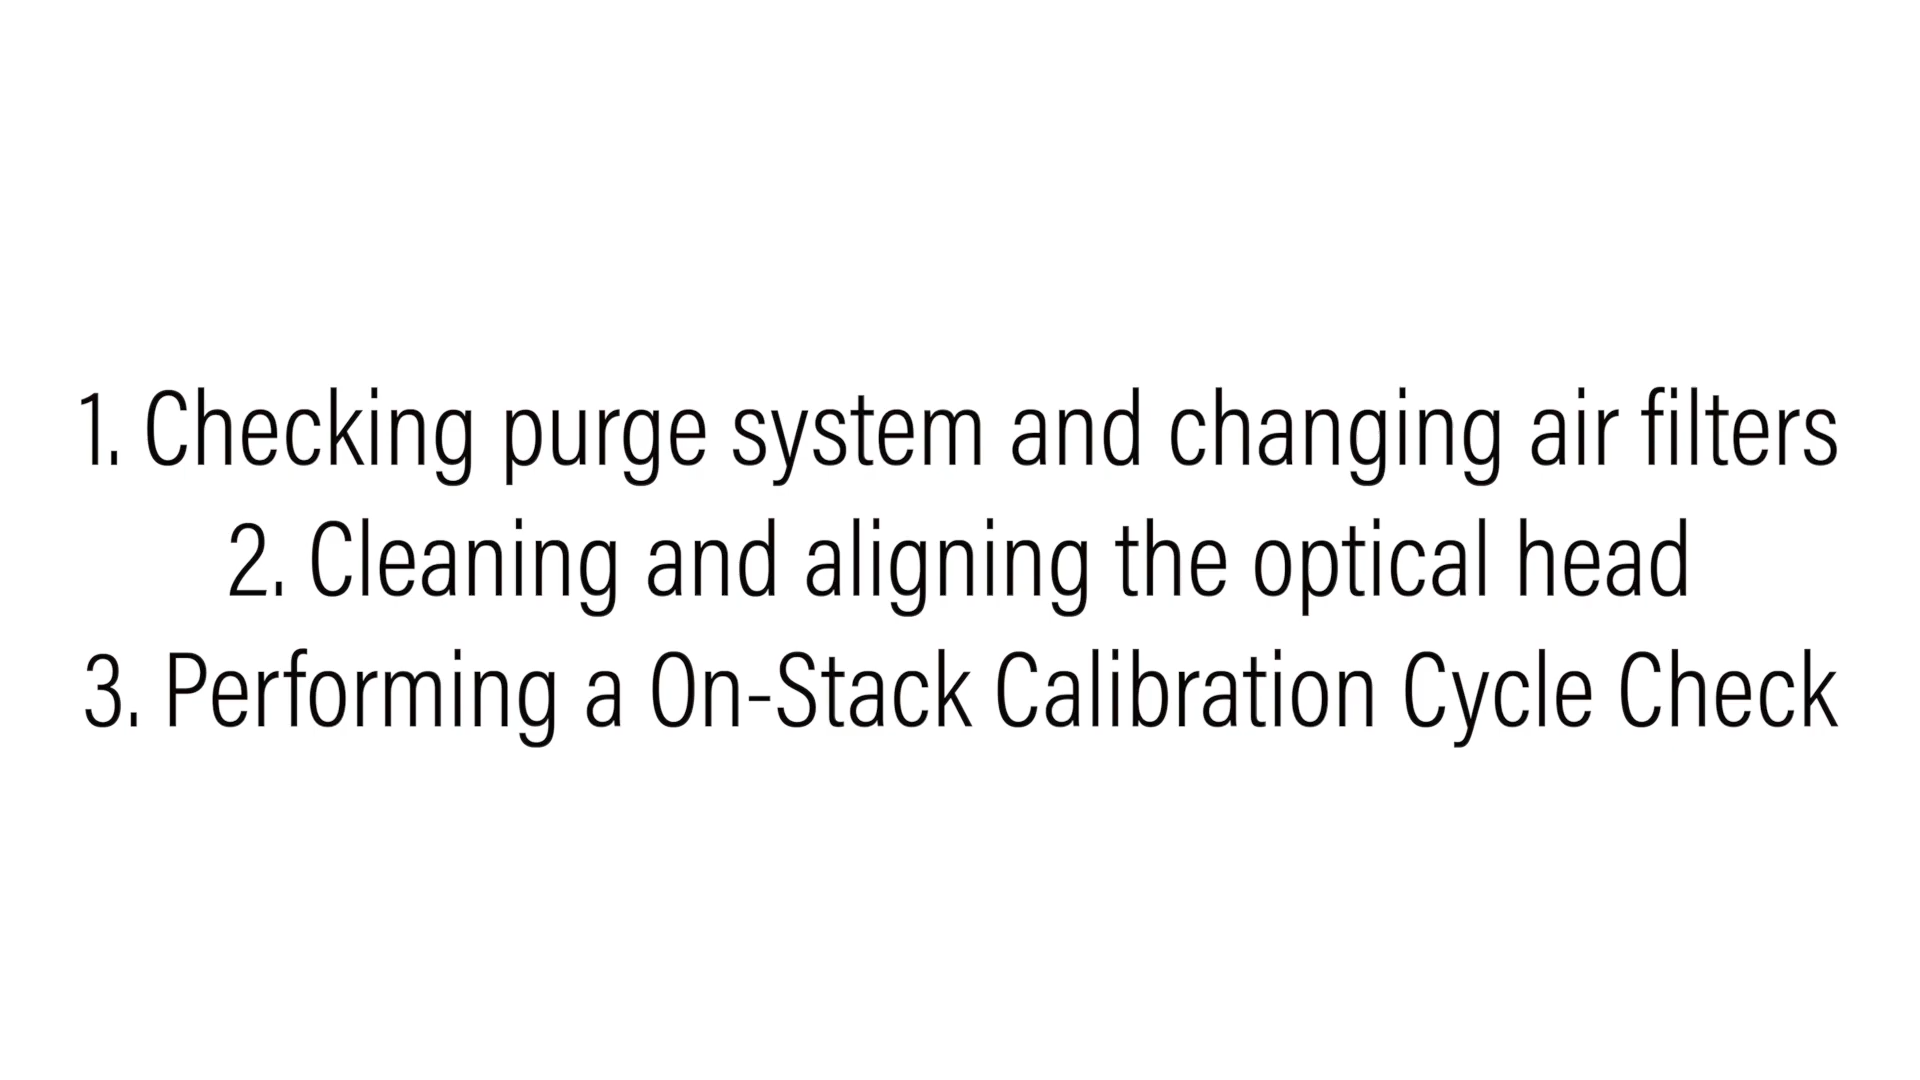 1. Checking purge system and changing air filters
2. Cleaning and aligning the optical head
3. Performing a On-Stack Calibration Cycle Check